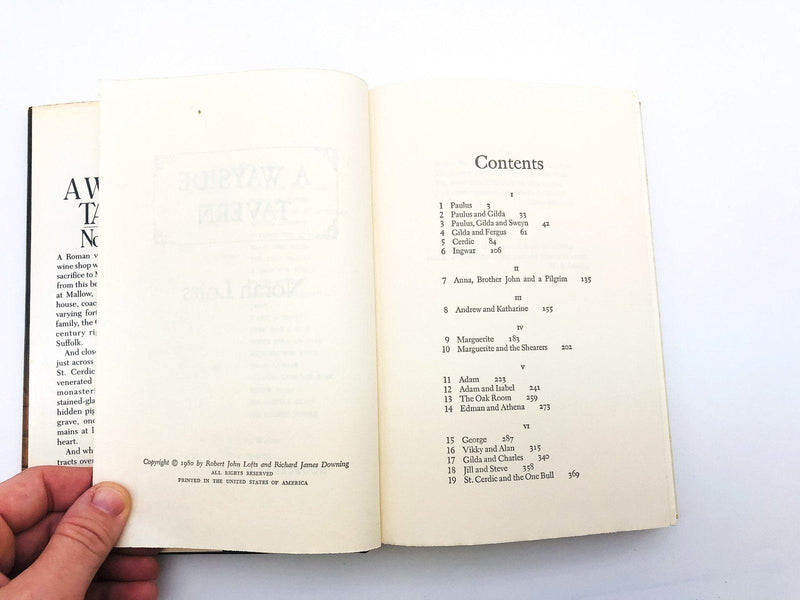 A W
TA
No
A Roman v
wine shop w
sacrifice to M
from this be
at Mallow,
house, coac
varying fort
family, the C
century rig
Suffolk.
And close
just across
St. Cerdic
venerated
monasteri
stained-gla
hidden pig
grave, onc
mains at l
heart.
And wh
tracts over
A WAYSIDE
TAVERN
Norah Lofts
Copyright © 1980 by Robert John Lofts and Richard James Downing
ALL RIGHTS RESERVED
PRINTED IN THE UNITED STATES OF AMERICA
Contents
I
1 Paulus 3
2 Paulus and Gilda 33
3 Paulus, Gilda and Sweyn 42
4 Gilda and Fergus 61
5 Cerdic 84
6 Ingwar 106
II
7 Anna, Brother John and a Pilgrim 135
III
8 Andrew and Katharine 155
IV
9 Marguerite 183
10 Marguerite and the Shearers 202
V
11 Adam 223
12 Adam and Isabel 241
13 The Oak Room 259
14 Edman and Athena 273
VI
15 George 287
16 Vikky and Alan 315
17 Gilda and Charles 340
18 Jill and Steve 358
19 St. Cerdic and the One Bull 369